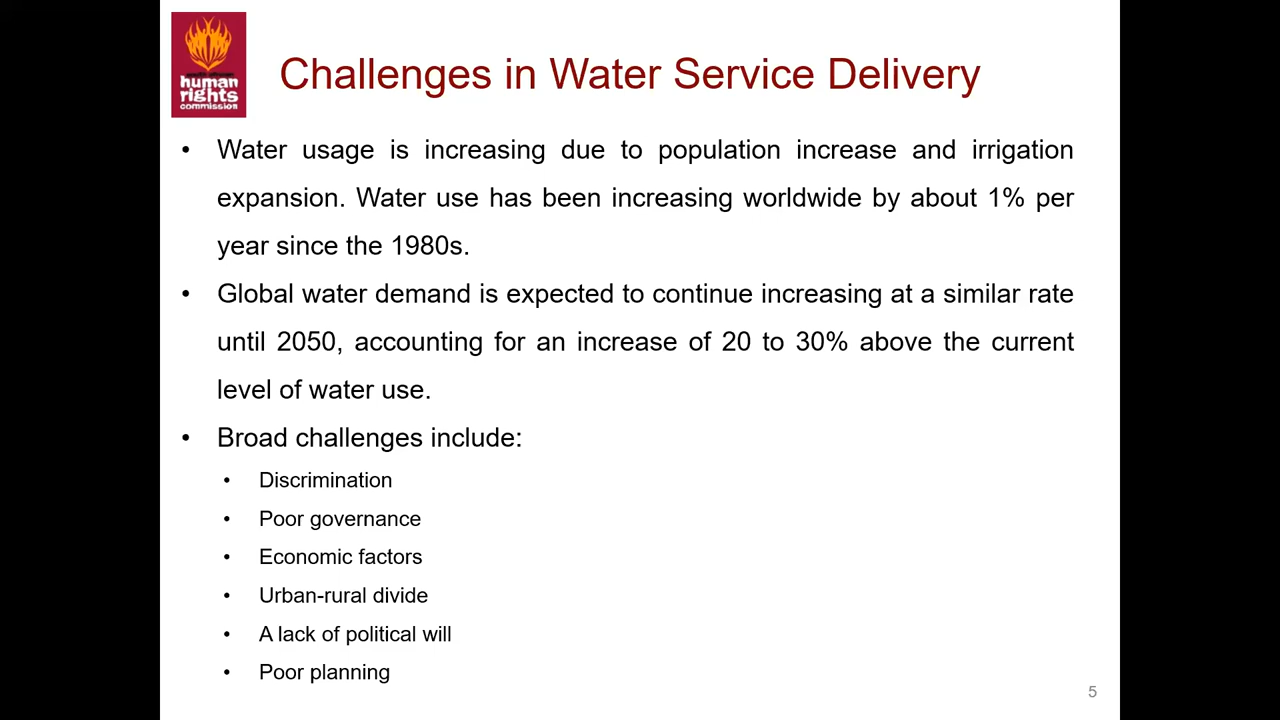 human
rights
commission
Challenges in Water Service Delivery
• Water usage is increasing due to population increase and irrigation
expansion. Water use has been increasing worldwide by about 1% per
year since the 1980s.
• Global water demand is expected to continue increasing at a similar rate
until 2050, accounting for an increase of 20 to 30% above the current
level of water use.
• Broad challenges include:
• Discrimination
• Poor governance
• Economic factors
• Urban-rural divide
• A lack of political will
• Poor planning
5